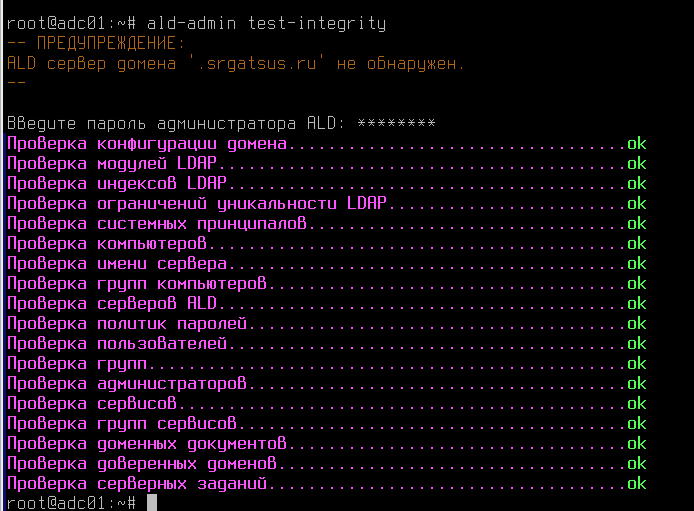 root@adc01:~# ald-admin test-integrity
-- ПРЕДУПРЕЖДЕНИЕ:
ALD сервер домена '.srgatsus.ru' не обнаружен.
--
Введите пароль администратора ALD: ********
Проверка конфигурации домена..................................ok
Проверка модулей LDAP.........................................ok
Проверка индексов LDAP........................................ok
Проверка ограничений уникальности LDAP........................ok
Проверка системных принципалов................................ok
Проверка компьютеров..........................................ok
Проверка имени сервера........................................ok
Проверка групп компьютеров....................................ok
Проверка серверов ALD.........................................ok
Проверка политик паролей......................................ok
Проверка пользователей........................................ok
Проверка групп................................................ok
Проверка администраторов......................................ok
Проверка сервисов.............................................ok
Проверка групп сервисов.......................................ok
Проверка доменных документов..................................ok
Проверка доверенных доменов...................................ok
Проверка серверных заданий....................................ok
root@adc01:~#